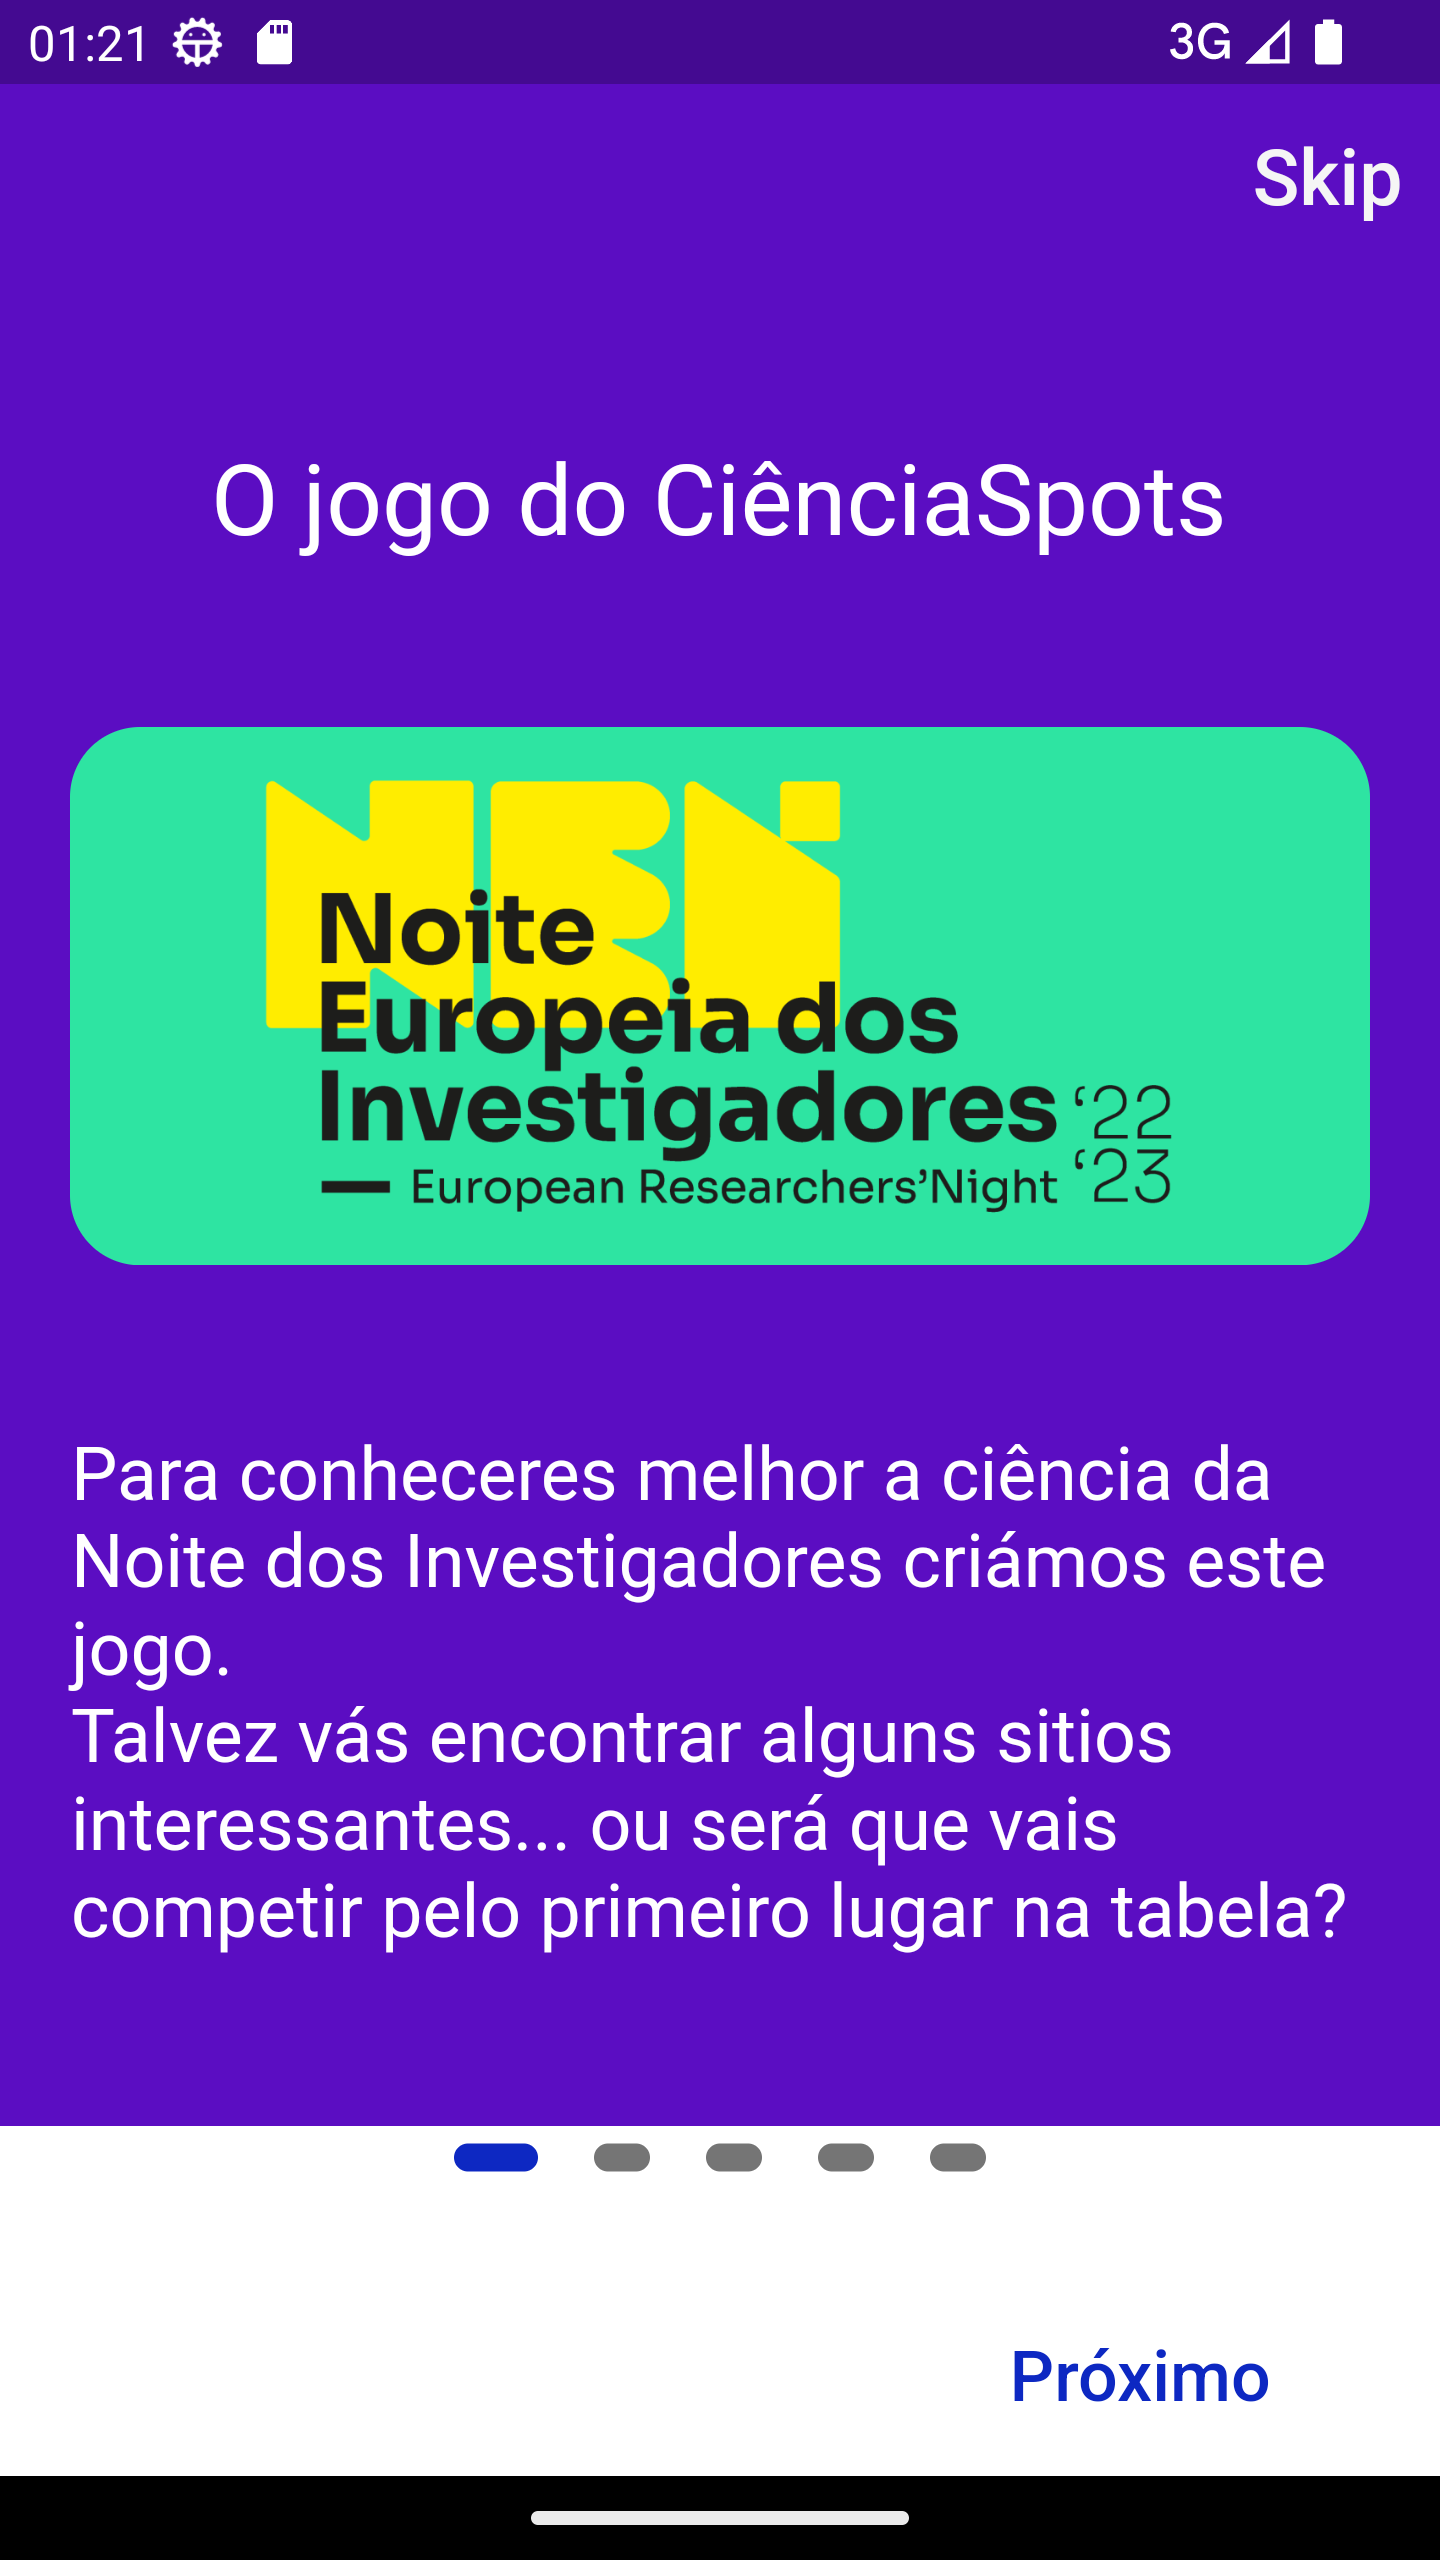 01:21
3G
Skip
O jogo do CiênciaSpots
NEI
Noite
Europeia dos
Investigadores ‘22
‘23
European Researchers’Night
Para conheceres melhor a ciência da
Noite dos Investigadores criámos este
jogo.
Talvez vás encontrar alguns sitios
interessantes... ou será que vais
competir pelo primeiro lugar na tabela?
Próximo